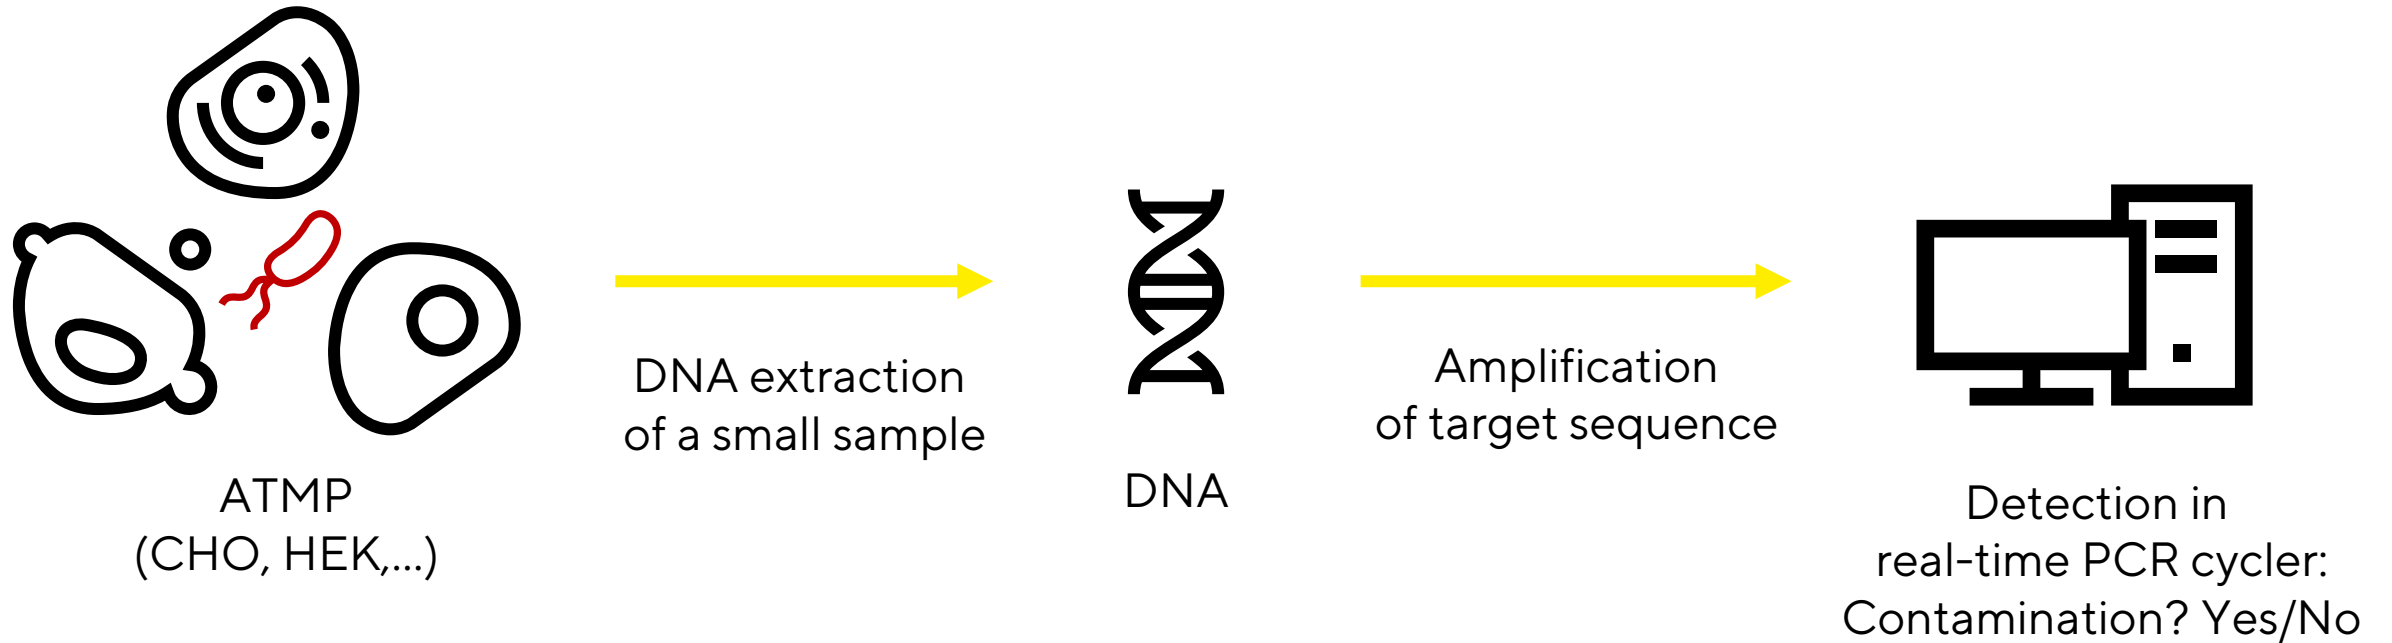 ATMP
(CHO, HEK,...)
DNA extraction
of a small sample
DNA
Amplification
of target sequence
Detection in
real-time PCR cycler:
Contamination? Yes/No